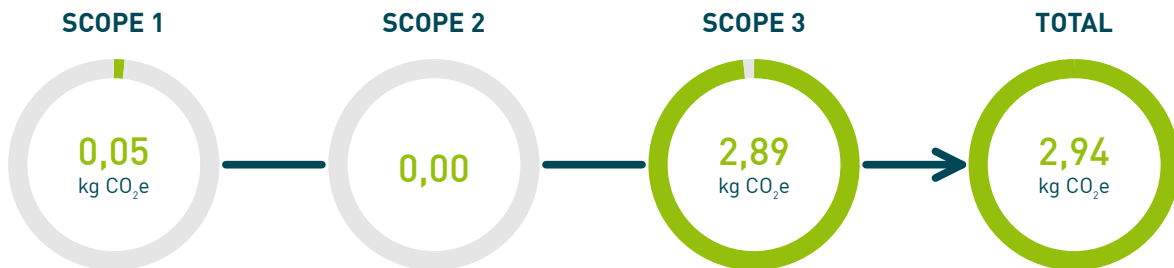 SCOPE 1
0,05
kg CO₂e
SCOPE 2
0,00
SCOPE 3
2,89
kg CO₂e
TOTAL
2,94
kg CO₂e